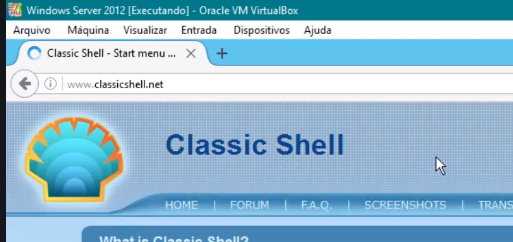 Windows Server 2012 [Executando] - Oracle VM VirtualBox
Arquivo Máquina Visualizar Entrada Dispositivos Ajuda
Classic Shell - Start menu ...
www.classicshell.net
Classic Shell
HOME | FORUM | F.A.Q. | SCREENSHOTS | TRANS
What is Classic Shell?